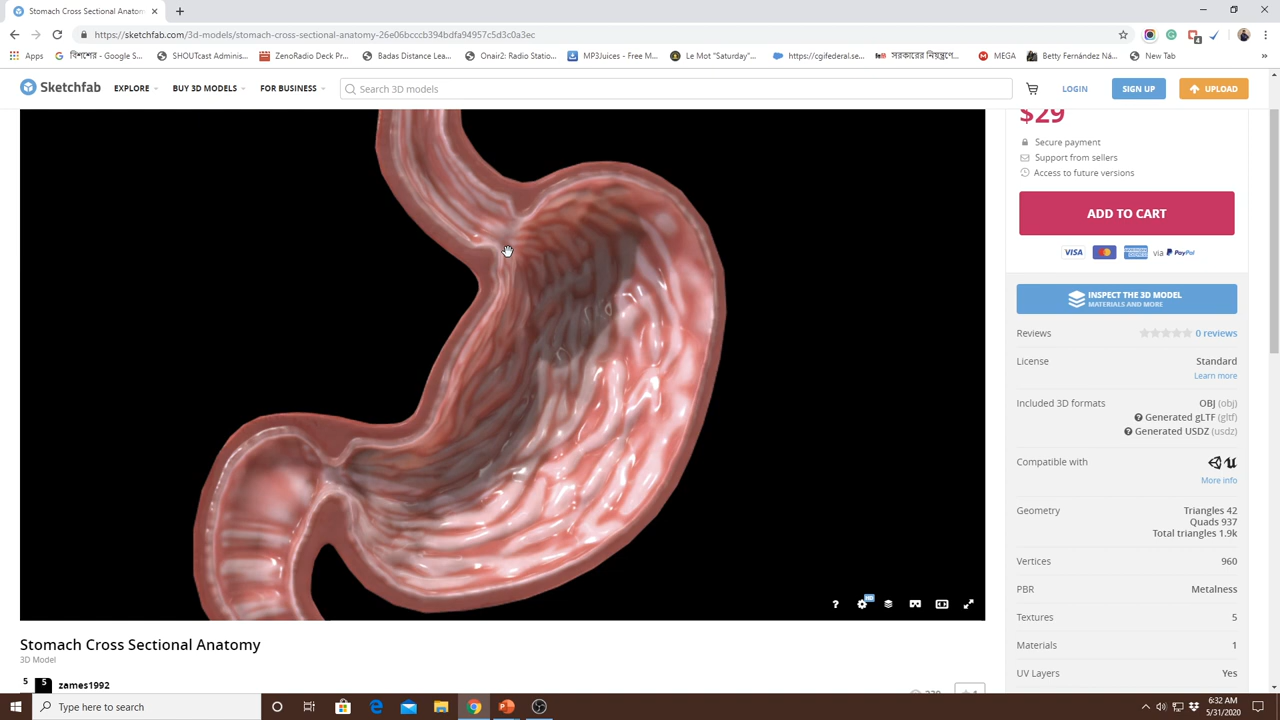 Stomach Cross Sectional Anatom
https://sketchfab.com/3d-models/stomach-cross-sectional-anatomy-26e06bcccb394bdfa94957c5d3c0a3ec
Apps
বিশেশের - Google S...
SHOUTcast Adminis...
ZenoRadio Deck Pr...
Badas Distance Lea...
Onair2: Radio Statio...
MP3Juices - Free M...
Le Mot "Saturday"...
https://cgifederal.se...
সরকারের নিয়ন্ত্রণে...
MEGA
Betty Fernández Ná...
New Tab
»
Sketchfab
EXPLORE
BUY 3D MODELS
FOR BUSINESS
Search 3D models
LOGIN
SIGN UP
UPLOAD
$29
Secure payment
Support from sellers
Access to future versions
ADD TO CART
VISA
via PayPal
INSPECT THE 3D MODEL
MATERIALS AND MORE
Reviews 0 reviews
License Standard
Learn more
Included 3D formats OBJ (obj)
Generated glTF (gltf)
Generated USDZ (usdz)
Compatible with
More info
Geometry Triangles 42
Quads 937
Total triangles 1.9k
Vertices 960
PBR Metalness
Textures 5
Materials 1
UV Layers Yes
? HD
Stomach Cross Sectional Anatomy
3D Model
5 5 zames1992
Type here to search
6:32 AM
5/31/2020